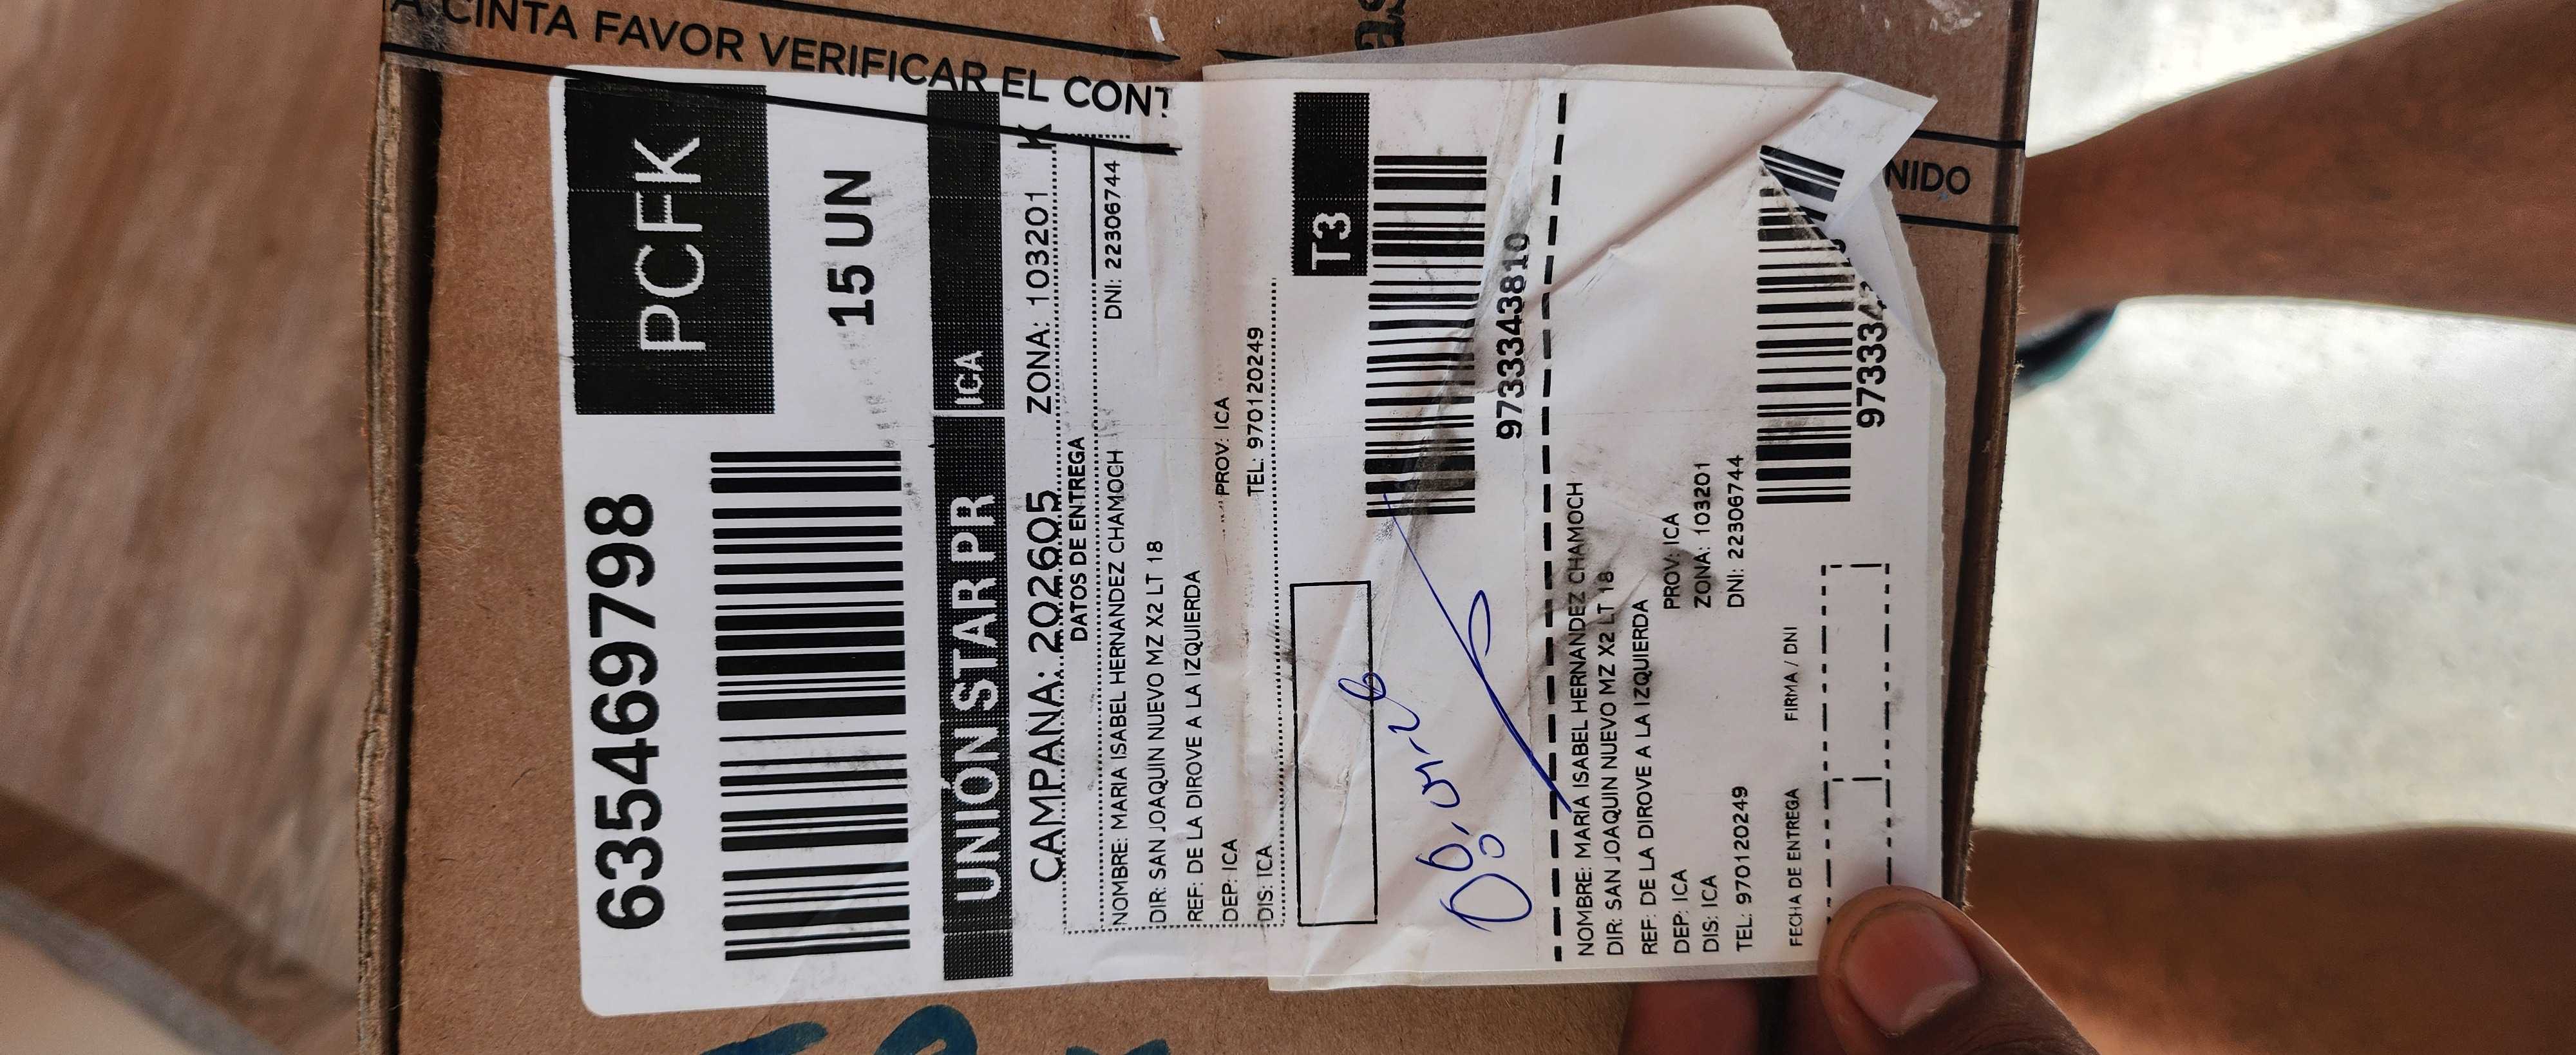 A CINTA FAVOR VERIFICAR EL CONT
NIDO
as
635469798
PCFK
15 UN
UNIÓN STAR PR
ICA
CAMPAÑA: 202605
ZONA: 103201
K
DATOS DE ENTREGA
NOMBRE: MARIA ISABEL HERNANDEZ CHAMOCH
DNI: 22306744
DIR: SAN JOAQUIN NUEVO MZ X2 LT 18
REF: DE LA DIROVE A LA IZQUIERDA
DEP: ICA
PROV: ICA
DIS: ICA
TEL: 970120249
T3
9733343810
NOMBRE: MARIA ISABEL HERNANDEZ CHAMOCH
DIR: SAN JOAQUIN NUEVO MZ X2 LT 18
REF: DE LA DIROVE A LA IZQUIERDA
DEP: ICA
PROV: ICA
DIS: ICA
ZONA: 103201
TEL: 970120249
DNI: 22306744
97334
FECHA DE ENTREGA
FIRMA / DNI